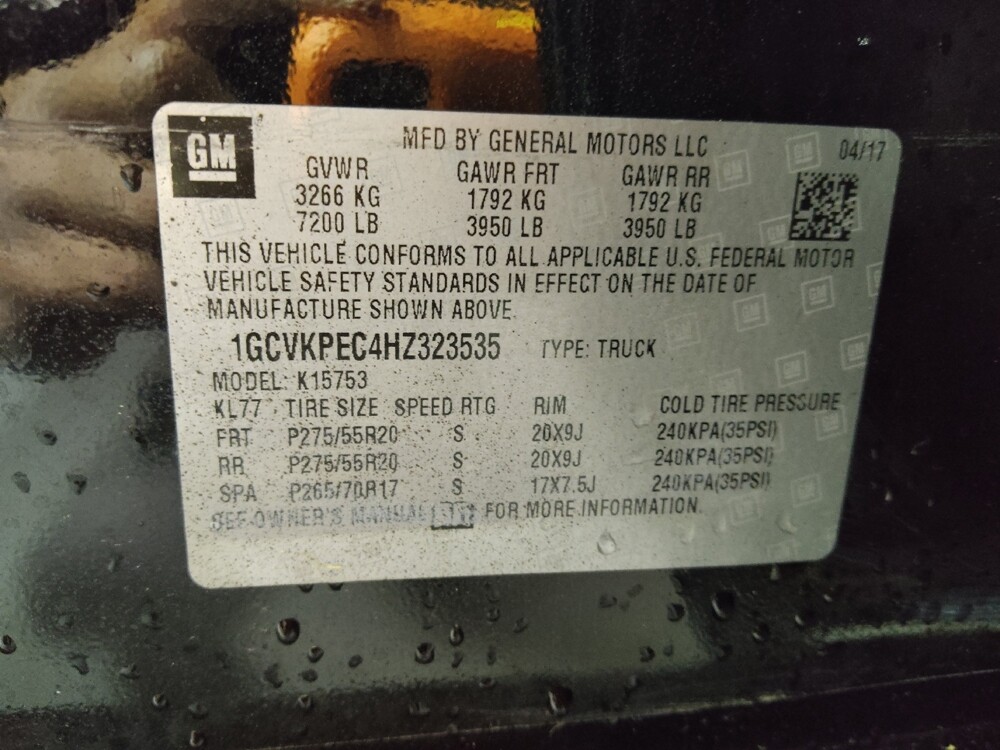 GM
MFD BY GENERAL MOTORS LLC 04/17
GVWR GAWR FRT GAWR RR
3266 KG 1792 KG 1792 KG
7200 LB 3950 LB 3950 LB
THIS VEHICLE CONFORMS TO ALL APPLICABLE U.S. FEDERAL MOTOR
VEHICLE SAFETY STANDARDS IN EFFECT ON THE DATE OF
MANUFACTURE SHOWN ABOVE.
1GCVKPEC4HZ323535 TYPE: TRUCK
MODEL: K15753
KL77 TIRE SIZE SPEED RTG RIM COLD TIRE PRESSURE
FRT P275/55R20 S 20X9J 240KPA(35PSI)
RR P275/55R20 S 20X9J 240KPA(35PSI)
SPA P265/70R17 S 17X7.5J 240KPA(35PSI)
SEE OWNER'S MANUAL FOR MORE INFORMATION.